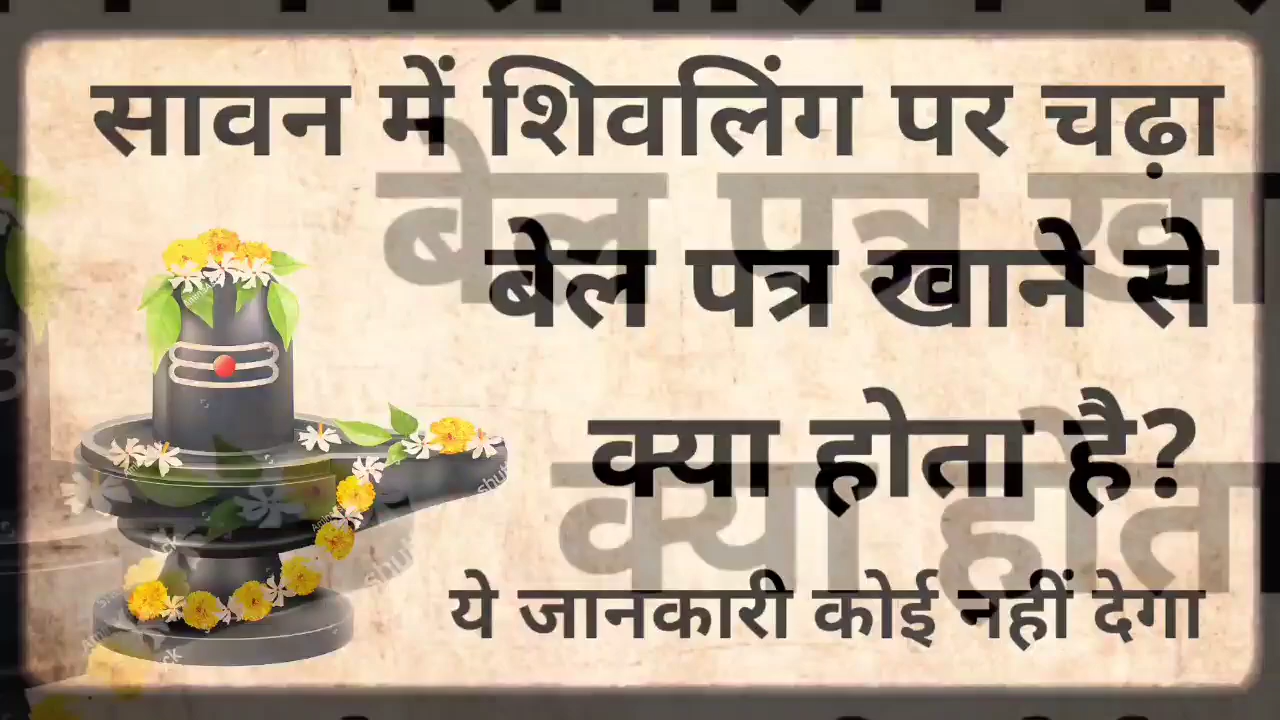 सावन में शिवलिंग पर चढ़ा
बेल पत्र खाने से
क्या होता है?
ये जानकारी कोई नहीं देगा